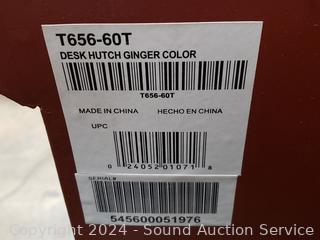 T656-60T
DESK HUTCH GINGER COLOR
T656-60T
MADE IN CHINA HECHO EN CHINA
UPC
0 24052 01071 8
SERIAL#
545600051976
Copyright © 2024 - Sound Auction Service